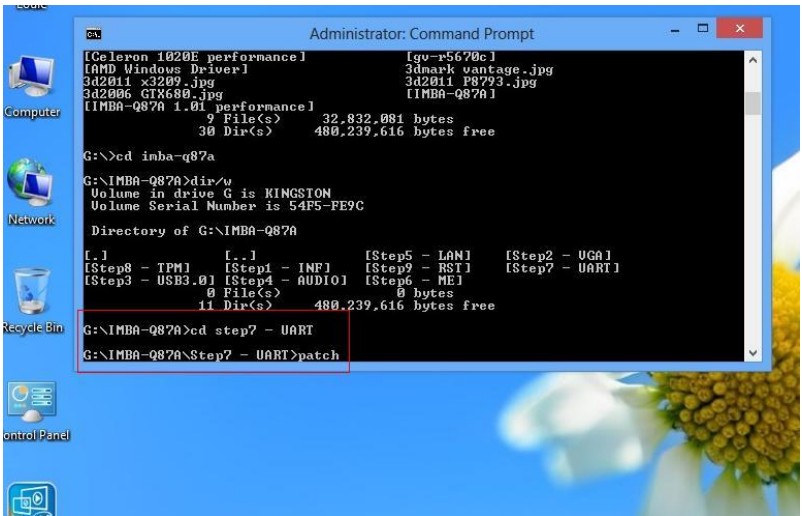 Administrator: Command Prompt
[Celeron 1020E performance] [gv-r5670c]
[AMD Windows Driver] 3dmark vantage.jpg
3d2011 x3209.jpg 3d2011 P8793.jpg
3d2006 GTX680.jpg [IMBA-Q87A]
[IMBA-Q87A 1.01 performance]
9 File(s) 32,832,081 bytes
30 Dir(s) 480,239,616 bytes free
G:\>cd imba-q87a
G:\IMBA-Q87A>dir/w
Volume in drive G is KINGSTON
Volume Serial Number is 54F5-FE9C
Directory of G:\IMBA-Q87A
[.] [..] [Step5 - LAN] [Step2 - VGA]
[Step8 - TPM] [Step1 - INF] [Step9 - RST] [Step7 - UART]
[Step3 - USB3.0] [Step4 - AUDIO] [Step6 - ME]
0 File(s) 0 bytes
11 Dir(s) 480,239,616 bytes free
G:\IMBA-Q87A>cd step7 - UART
G:\IMBA-Q87A\Step7 - UART>patch
Computer
Network
Recycle Bin
ontrol Panel